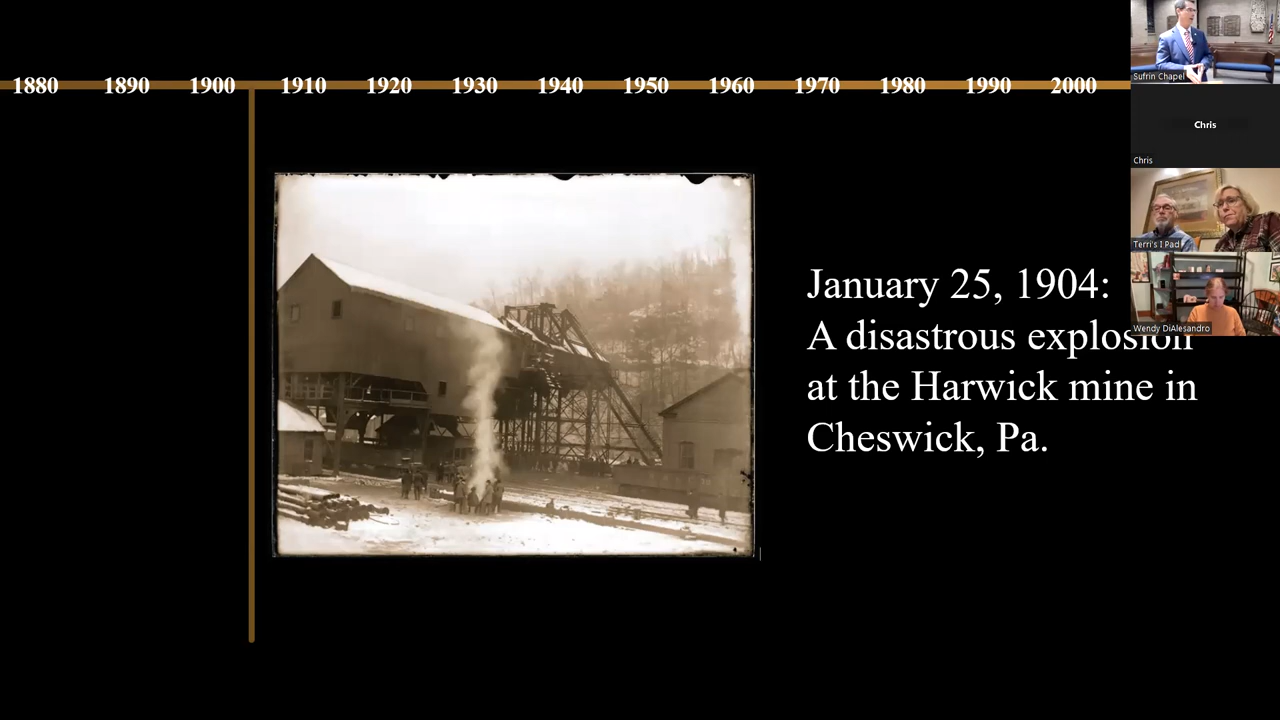 1880 1890 1900 1910 1920 1930 1940 1950 1960 1970 1980 1990 2000
Sufrin Chapel
Chris
Chris
Terri's I Pad
Wendy DiAlesandro
January 25, 1904:
A disastrous explosion
at the Harwick mine in
Cheswick, Pa.